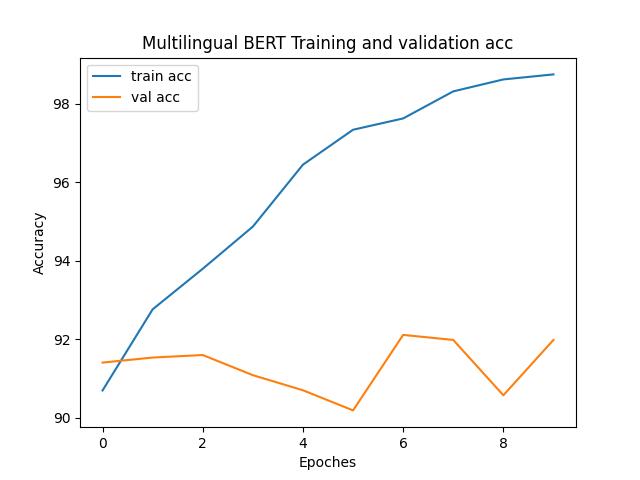 Multilingual BERT Training and validation acc
train acc
val acc
98
96
94
92
90
Accuracy
0 2 4 6 8
Epoches